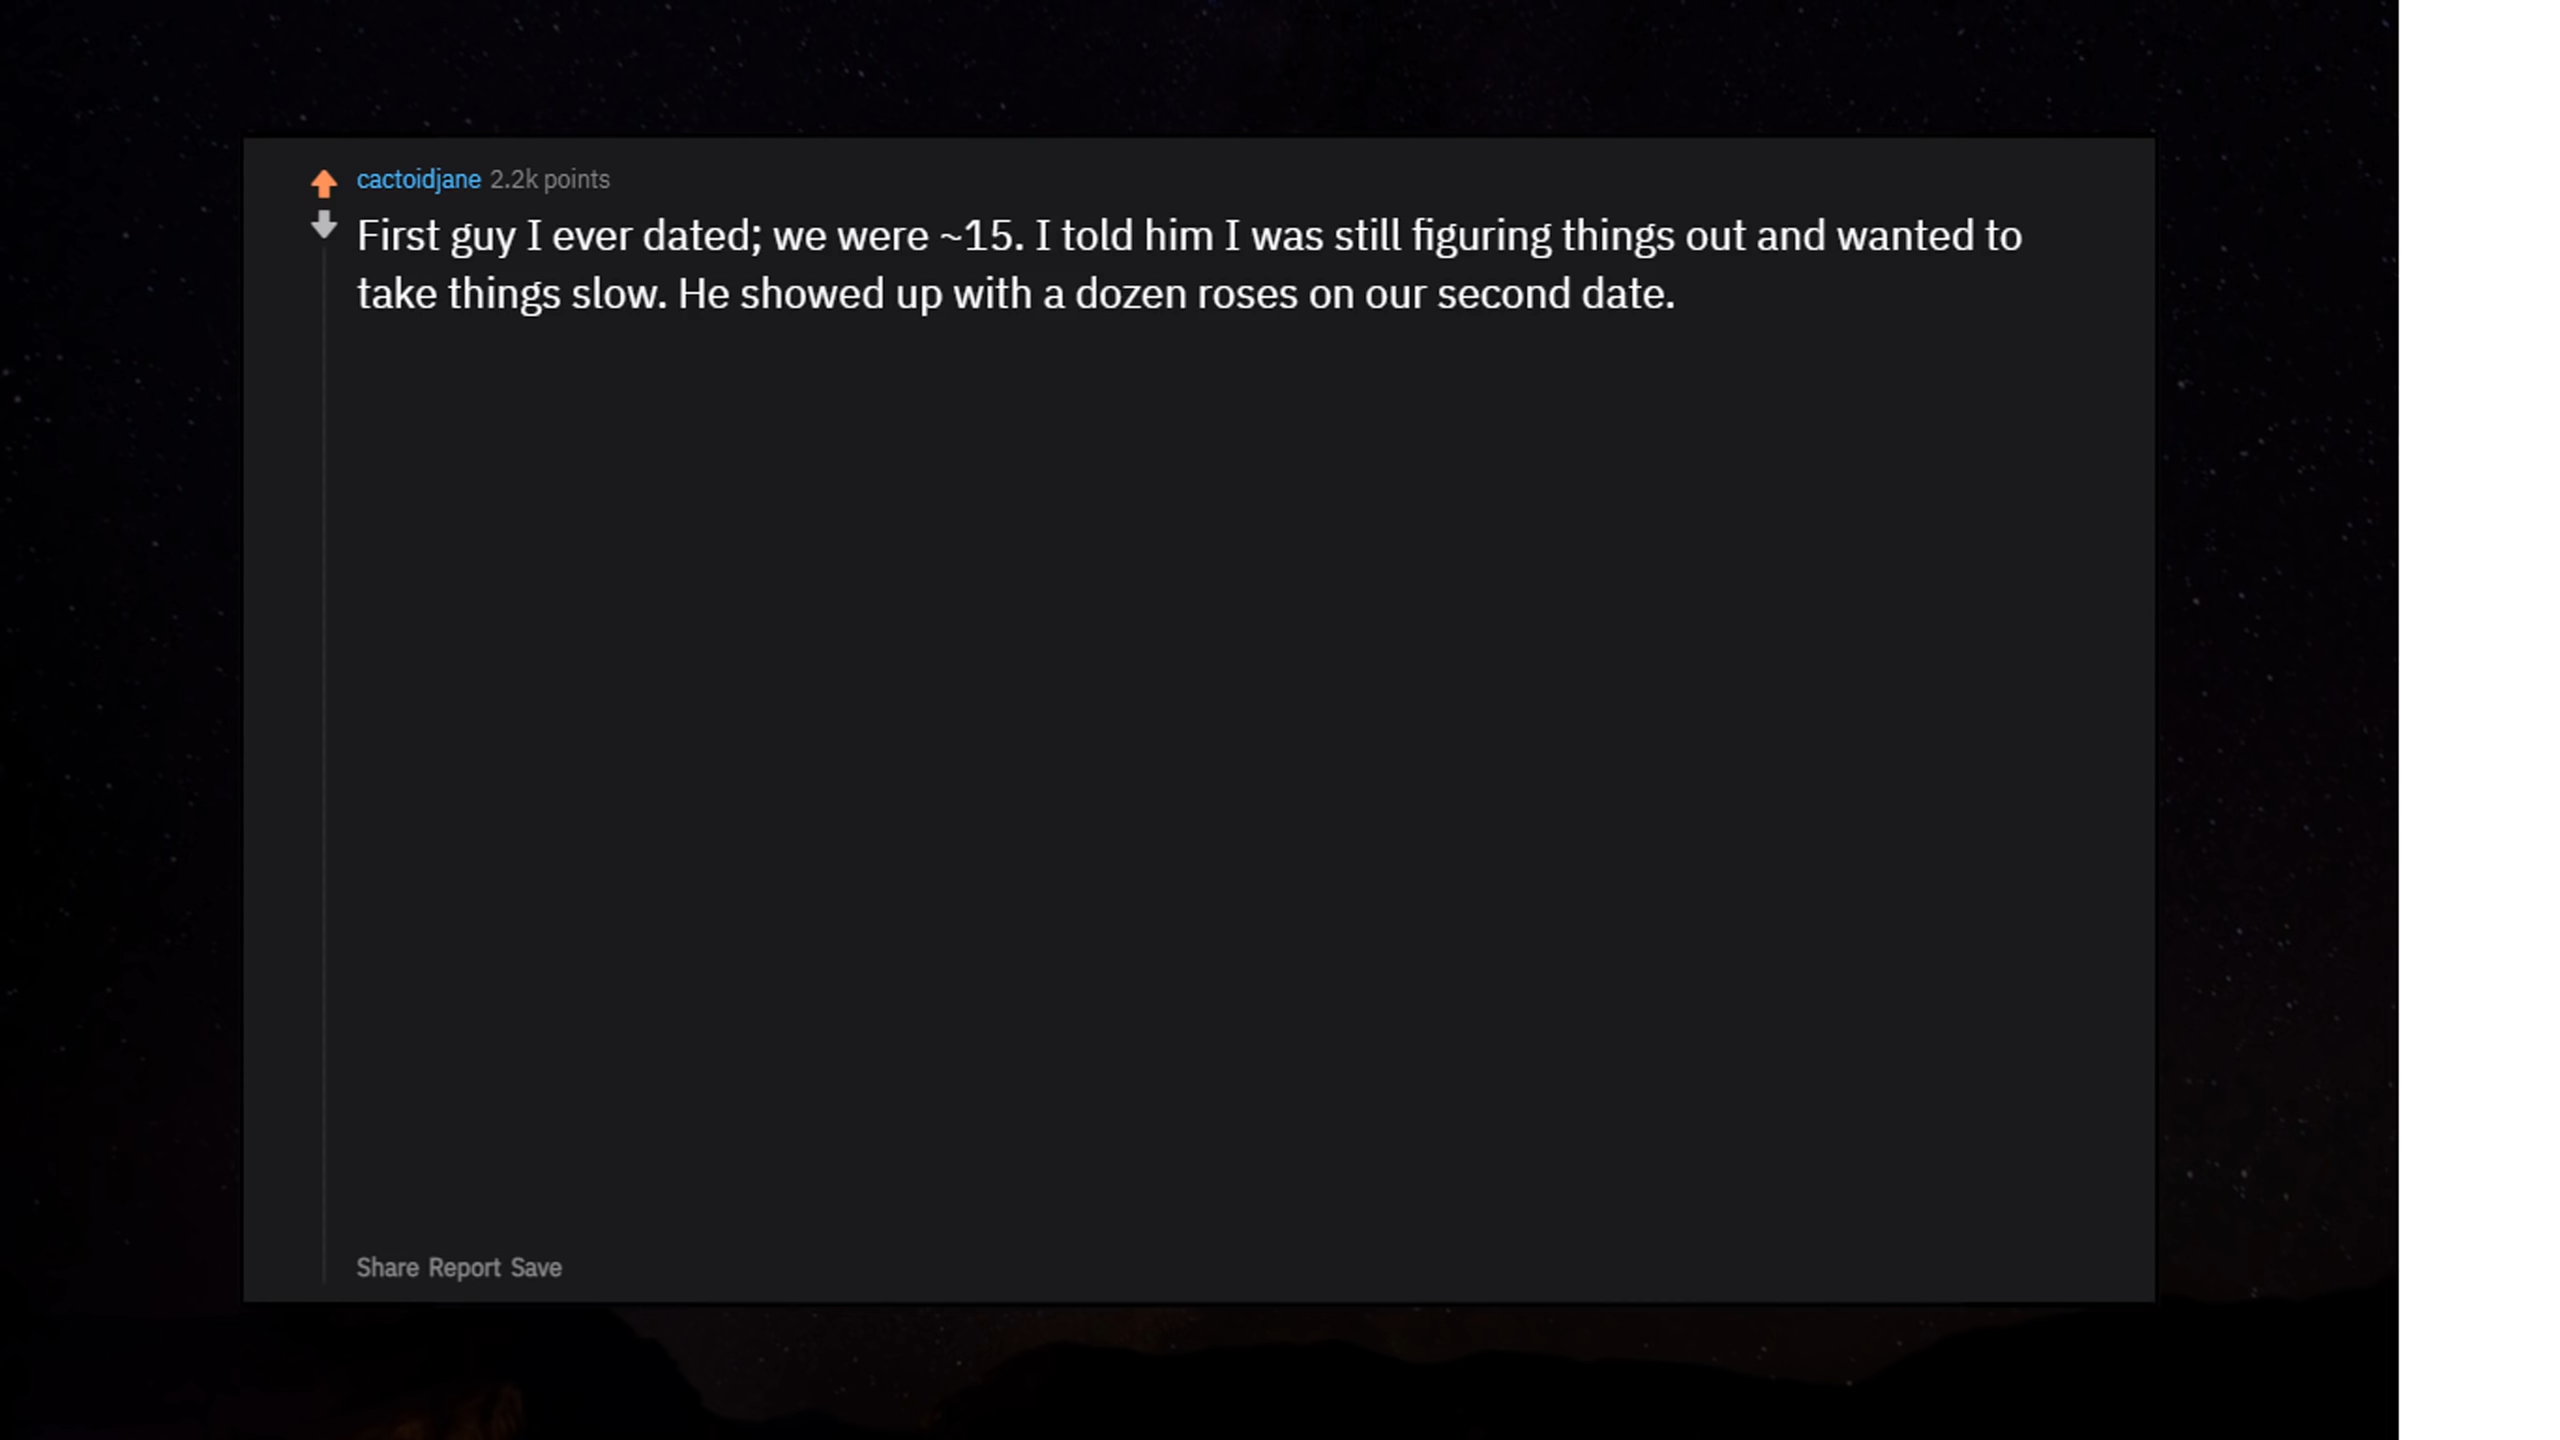 cactoidjane 2.2k points
First guy I ever dated; we were ~15. I told him I was still figuring things out and wanted to
take things slow. He showed up with a dozen roses on our second date.
Share Report Save